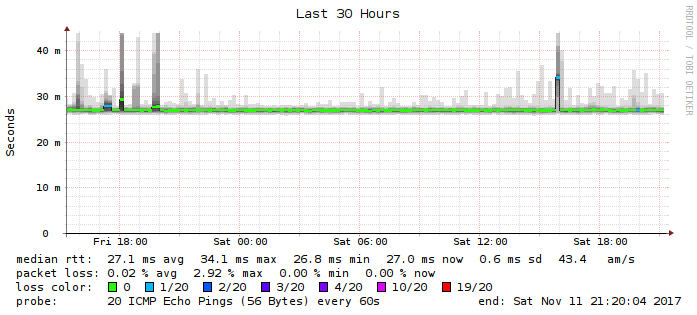 Last 30 Hours
RRDTOOL / TOBI OETIKER
Seconds
40 m
30 m
20 m
10 m
0
Fri 18:00 Sat 00:00 Sat 06:00 Sat 12:00 Sat 18:00
median rtt: 27.1 ms avg 34.1 ms max 26.8 ms min 27.0 ms now 0.6 ms sd 43.4 am/s
packet loss: 0.02 % avg 2.92 % max 0.00 % min 0.00 % now
loss color: 0 1/20 2/20 3/20 4/20 10/20 19/20
probe: 20 ICMP Echo Pings (56 Bytes) every 60s end: Sat Nov 11 21:20:04 2017